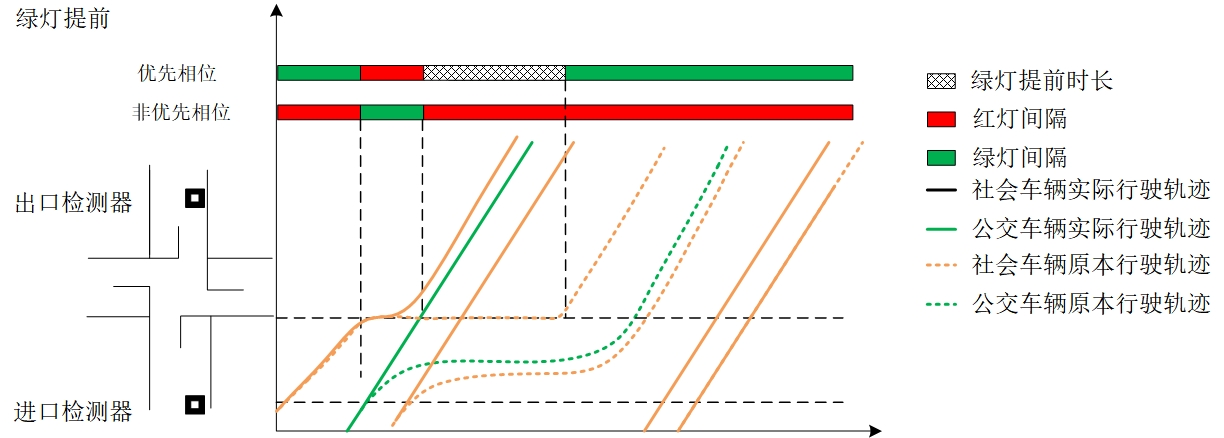 绿灯提前
优先相位
非优先相位
出口检测器
进口检测器
绿灯提前时长
红灯间隔
绿灯间隔
社会车辆实际行驶轨迹
公交车辆实际行驶轨迹
社会车辆原本行驶轨迹
公交车辆原本行驶轨迹